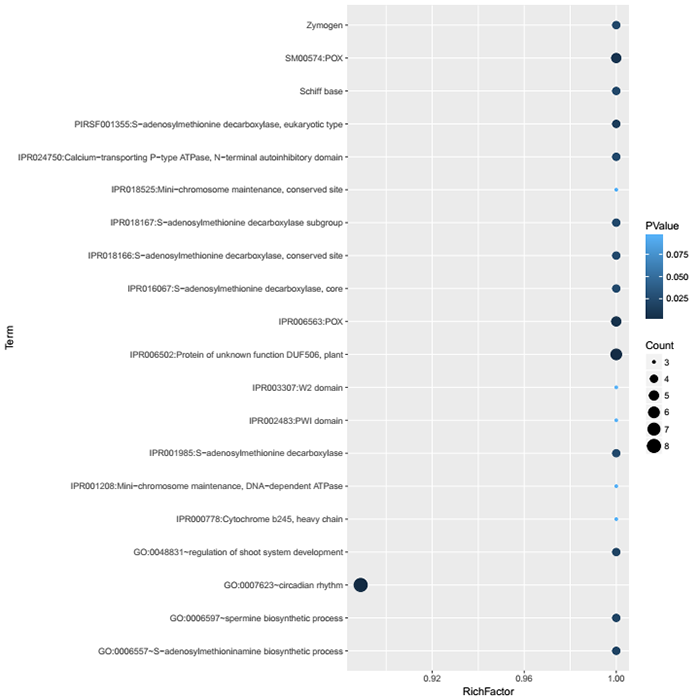 Zymogen
SM00574:POX
Schiff base
PIRSF001355:S−adenosylmethionine decarboxylase, eukaryotic type
IPR024750:Calcium−transporting P−type ATPase, N−terminal autoinhibitory domain
IPR018525:Mini−chromosome maintenance, conserved site
IPR018167:S−adenosylmethionine decarboxylase subgroup
IPR018166:S−adenosylmethionine decarboxylase, conserved site
IPR016067:S−adenosylmethionine decarboxylase, core
IPR006563:POX
IPR006502:Protein of unknown function DUF506, plant
IPR003307:W2 domain
IPR002483:PWI domain
IPR001985:S−adenosylmethionine decarboxylase
IPR001208:Mini−chromosome maintenance, DNA−dependent ATPase
IPR000778:Cytochrome b245, heavy chain
GO:0048831~regulation of shoot system development
GO:0007623~circadian rhythm
GO:0006597~spermine biosynthetic process
GO:0006557~S−adenosylmethioninamine biosynthetic process
Term
0.92 0.96 1.00
RichFactor
PValue
0.075
0.050
0.025
Count
3
4
5
6
7
8